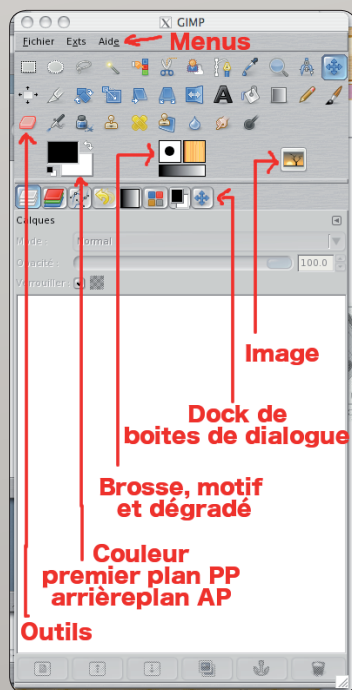 GIMP
Fichier Exts Aide
Menus
Calques
Mode: Normal
Opacité: 100.0
Verrouiller:
Image
Dock de
boites de dialogue
Brosse, motif
et dégradé
Couleur
premier plan PP
arrièreplan AP
Outils